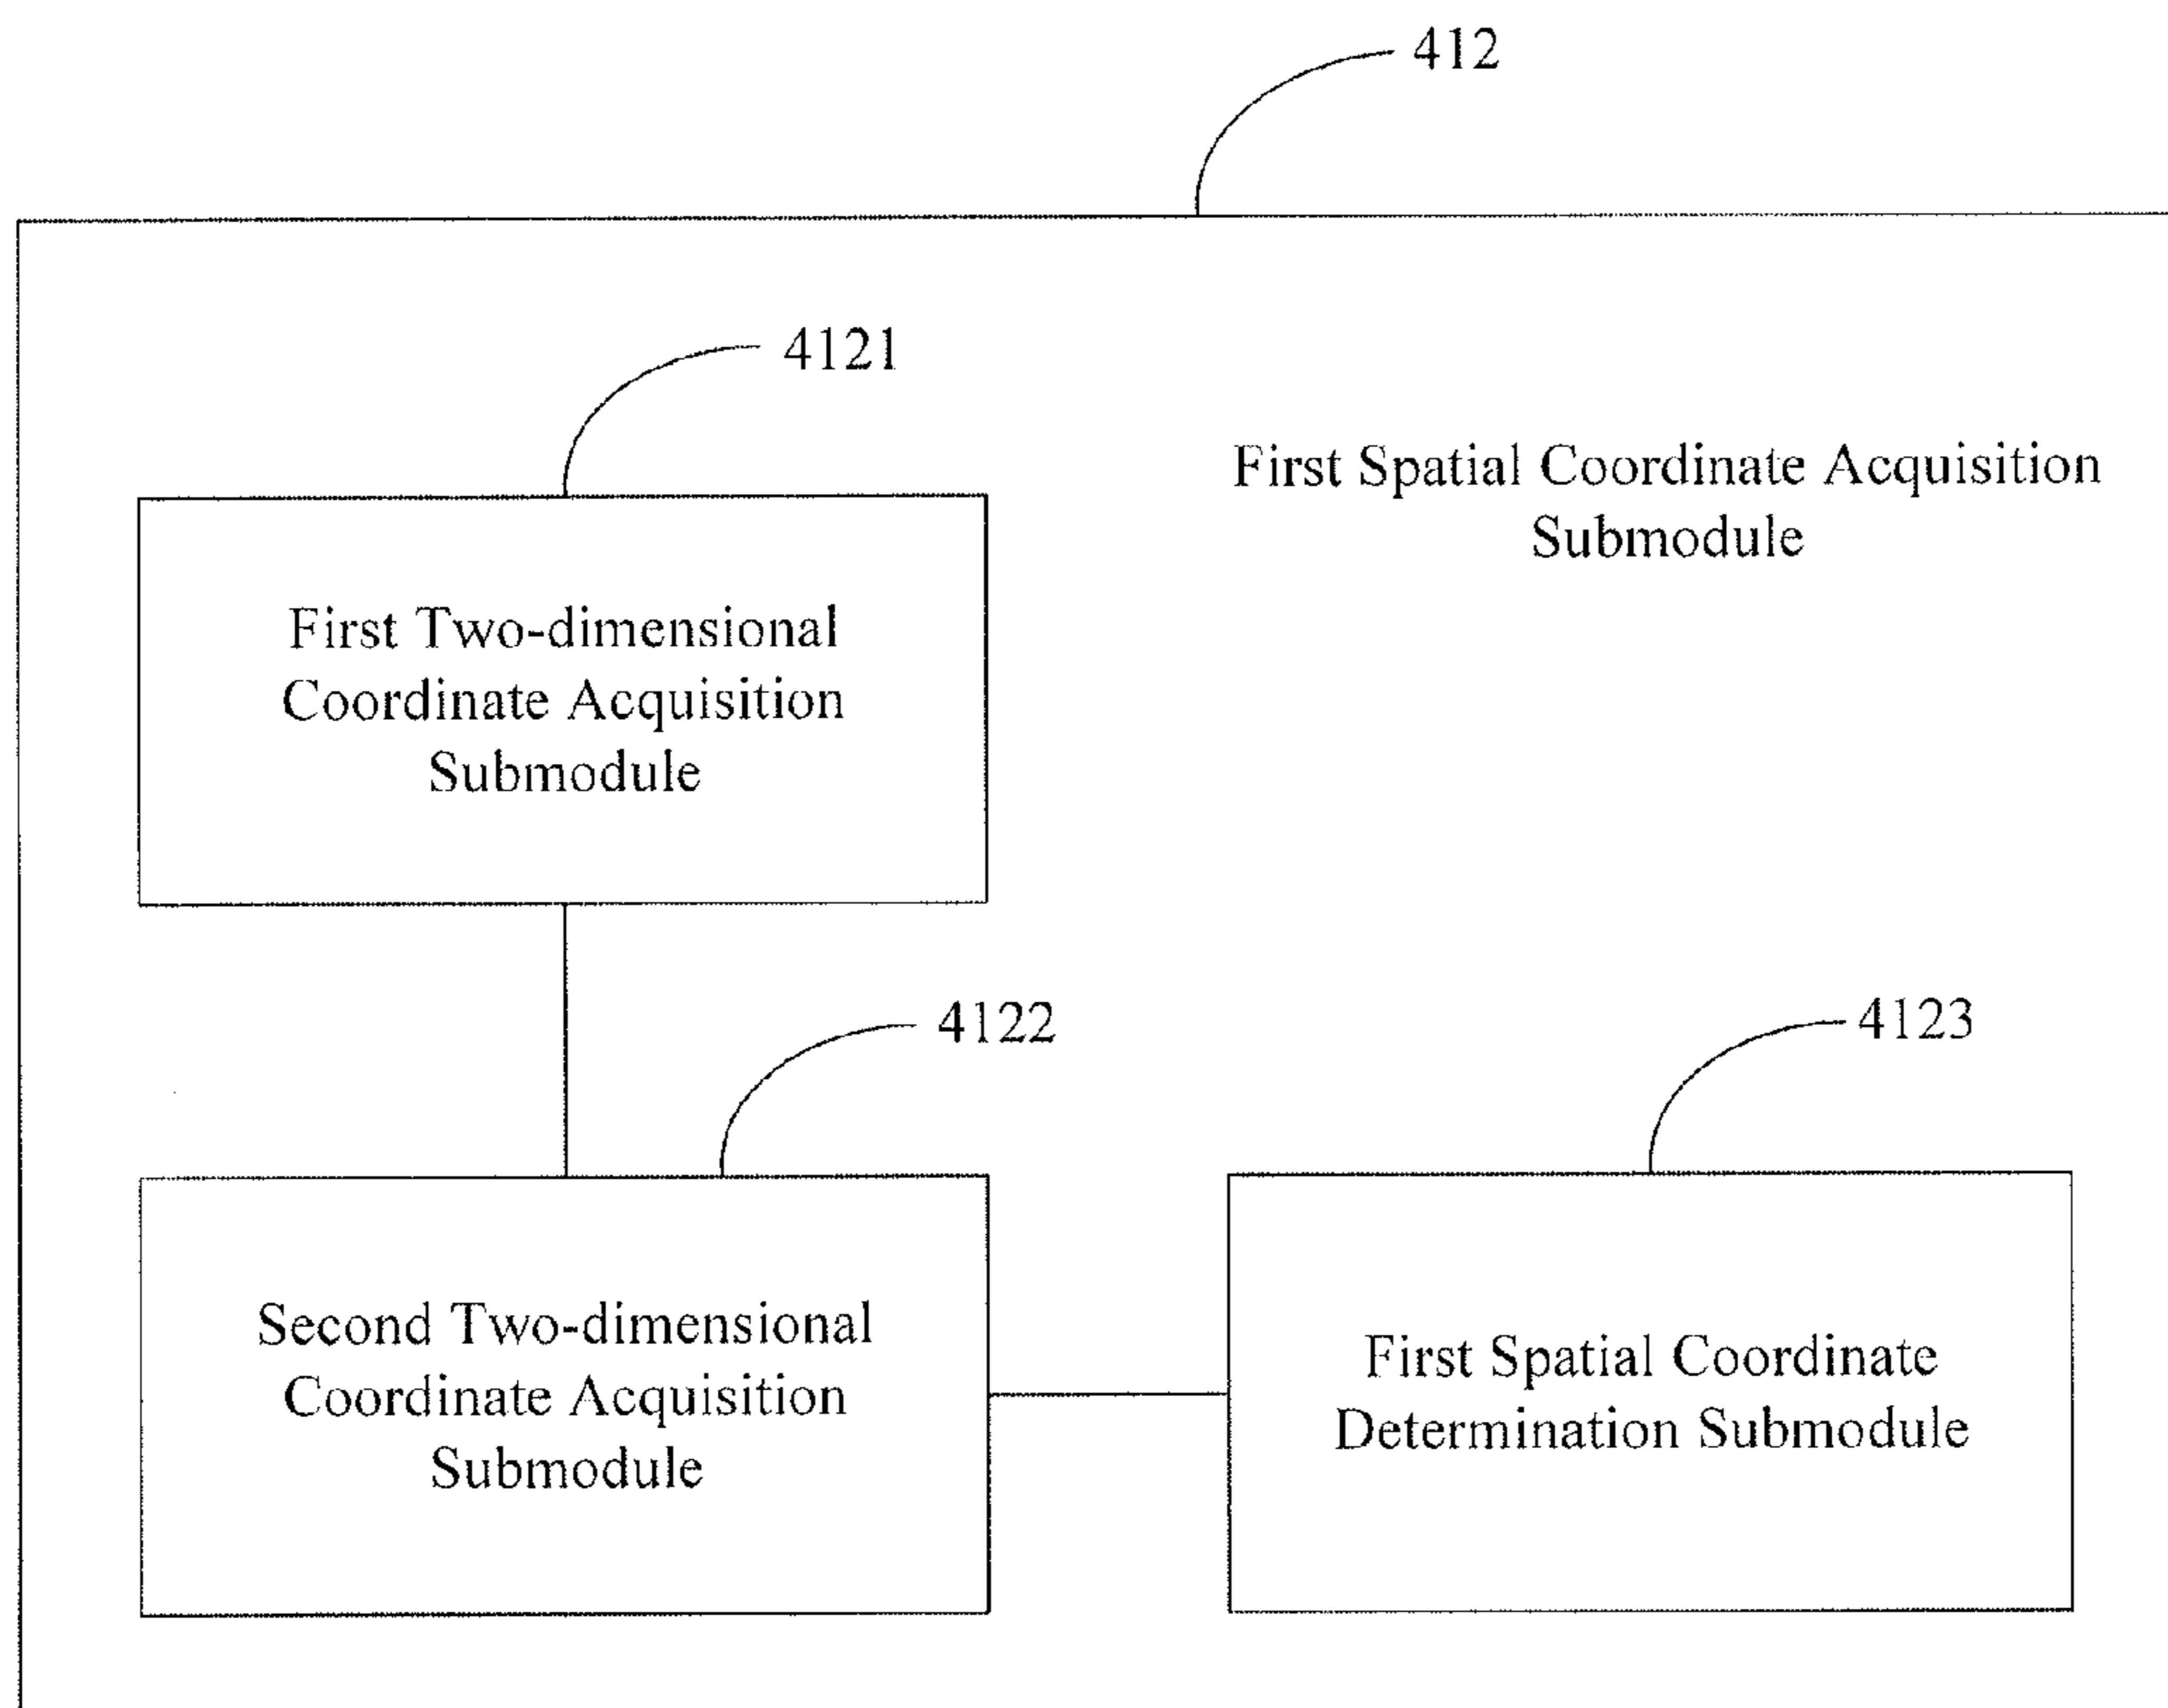 412
4121
First Spatial Coordinate Acquisition
Submodule
First Two-dimensional
Coordinate Acquisition
Submodule
4122
4123
Second Two-dimensional
Coordinate Acquisition
Submodule
First Spatial Coordinate
Determination Submodule